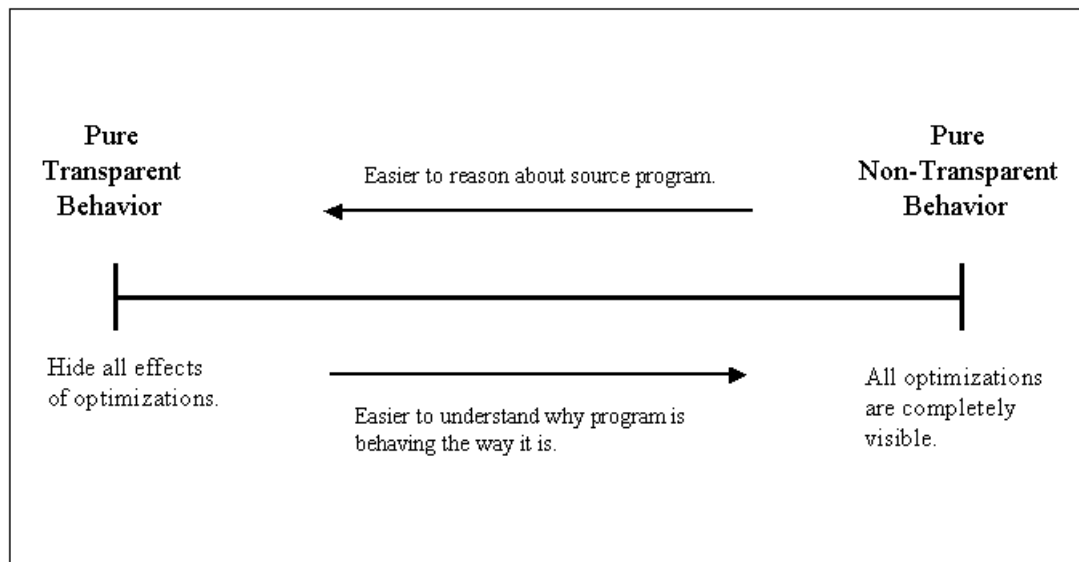 Pure
Transparent
Behavior
Easier to reason about source program.
Pure
Non-Transparent
Behavior
Hide all effects
of optimizations.
Easier to understand why program is
behaving the way it is.
All optimizations
are completely
visible.